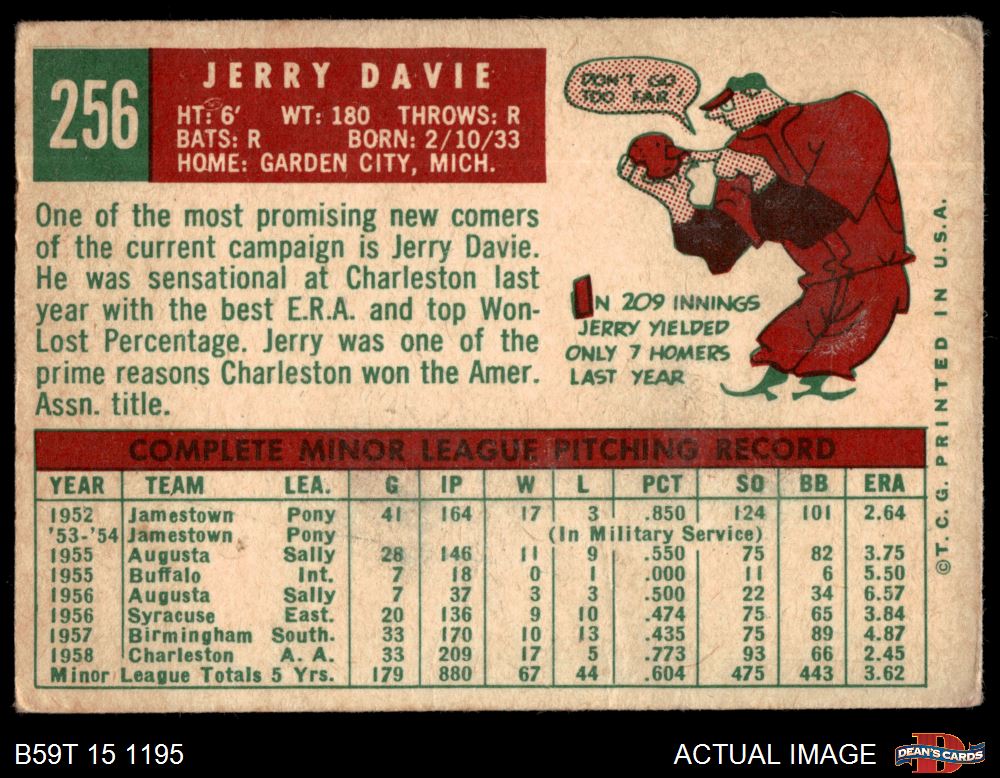 256
JERRY DAVIE
HT: 6' WT: 180 THROWS: R
BATS: R BORN: 2/10/33
HOME: GARDEN CITY, MICH.
DON'T GO
TOO FAR!
One of the most promising new comers
of the current campaign is Jerry Davie.
He was sensational at Charleston last
year with the best E.R.A. and top Won-
Lost Percentage. Jerry was one of the
prime reasons Charleston won the Amer.
Assn. title.
IN 209 INNINGS
JERRY YIELDED
ONLY 7 HOMERS
LAST YEAR
©T. C. G. PRINTED IN U.S.A.
COMPLETE MINOR LEAGUE PITCHING RECORD
YEAR TEAM LEA. G IP W L PCT SO BB ERA
1952 Jamestown Pony 41 164 17 3 .850 124 101 2.64
'53-'54 Jamestown Pony (In Military Service)
1955 Augusta Sally 28 146 11 9 .550 75 82 3.75
1955 Buffalo Int. 7 18 0 1 .000 11 6 5.50
1956 Augusta Sally 7 37 3 3 .500 22 34 6.57
1956 Syracuse East. 20 136 9 10 .474 75 65 3.84
1957 Birmingham South. 33 170 10 13 .435 75 89 4.87
1958 Charleston A. A. 33 209 17 5 .773 93 66 2.45
Minor League Totals 5 Yrs. 179 880 67 44 .604 475 443 3.62
B59T 15 1195
ACTUAL IMAGE
DEAN'S CARDS